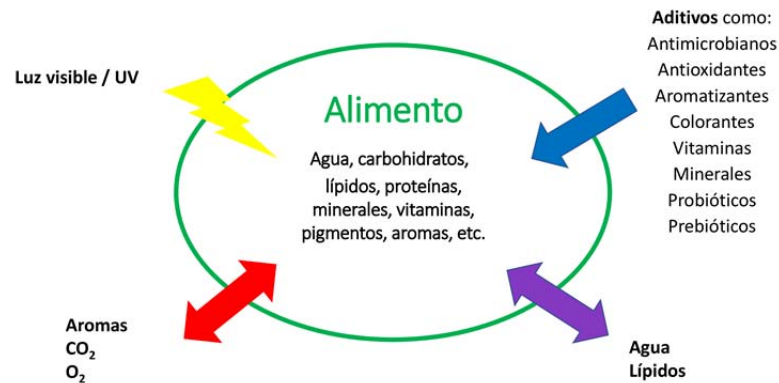 Luz visible / UV
Alimento
Agua, carbohidratos,
lípidos, proteínas,
minerales, vitaminas,
pigmentos, aromas, etc.
Aditivos como:
Antimicrobianos
Antioxidantes
Aromatizantes
Colorantes
Vitaminas
Minerales
Probióticos
Prebióticos
Aromas
CO₂
O₂
Agua
Lípidos